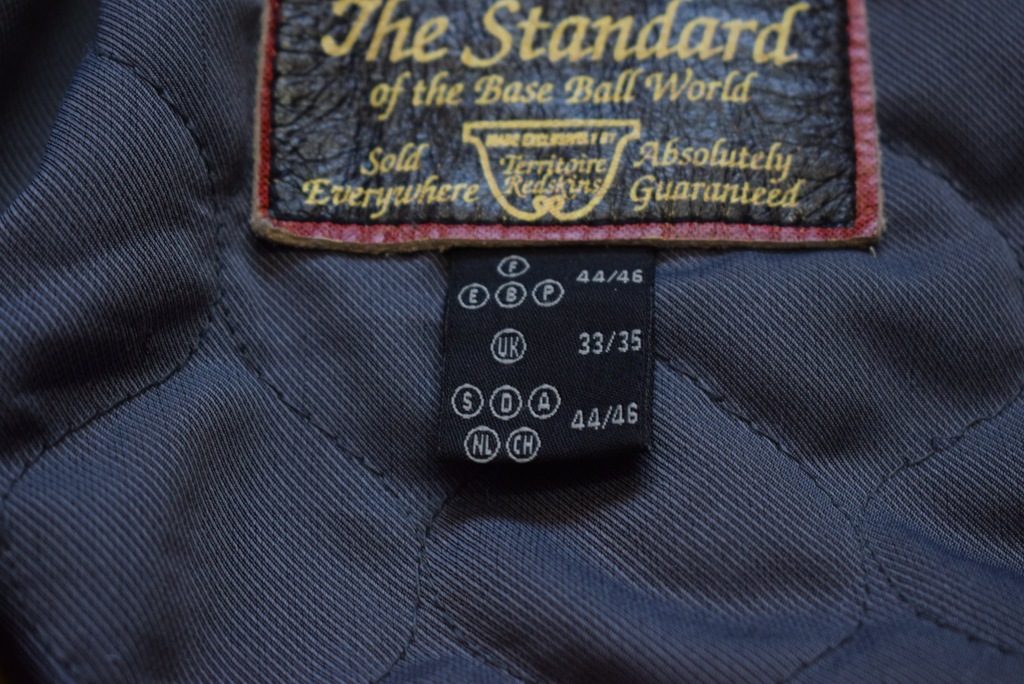 The Standard
of the Base Ball World
Sold Everywhere
MADE EXCLUSIVELY BY
Territoire
Redskins
Absolutely
Guaranteed
F 44/46
E B P
UK 33/35
S D A 44/46
NL CH